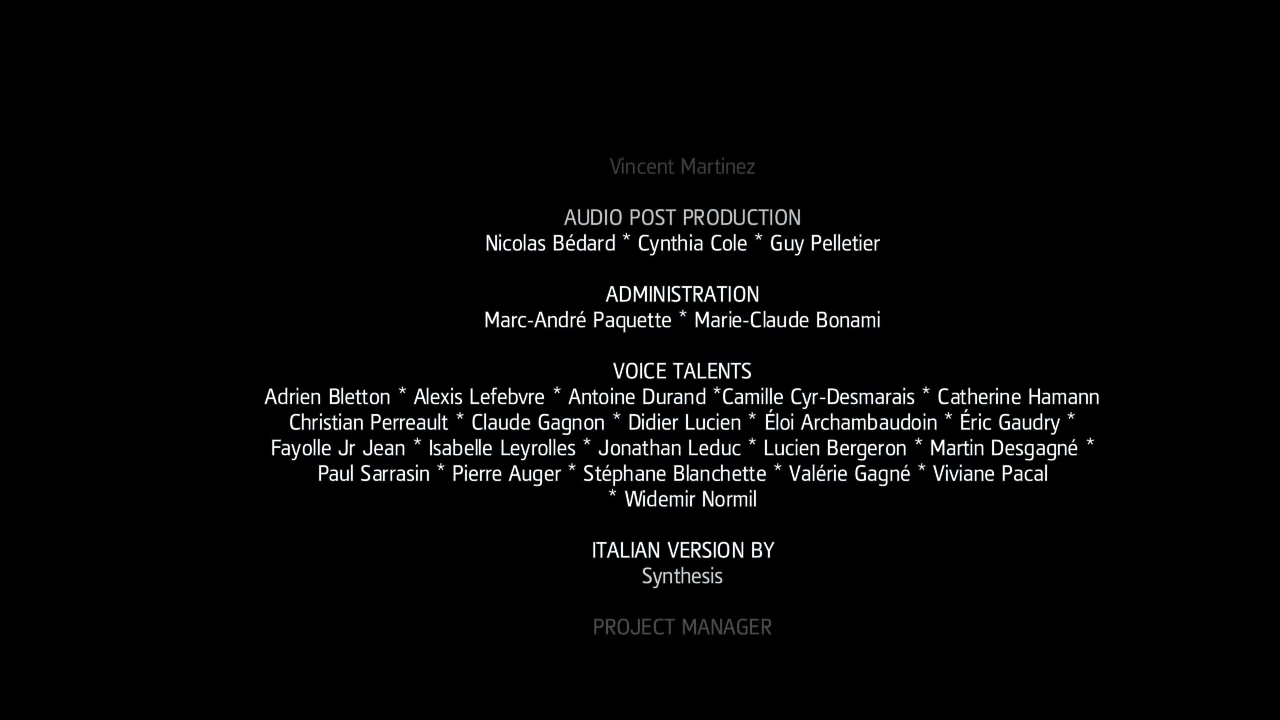 Vincent Martinez
AUDIO POST PRODUCTION
Nicolas Bédard * Cynthia Cole * Guy Pelletier
ADMINISTRATION
Marc-André Paquette * Marie-Claude Bonami
VOICE TALENTS
Adrien Bletton * Alexis Lefebvre * Antoine Durand *Camille Cyr-Desmarais * Catherine Hamann
Christian Perreault * Claude Gagnon * Didier Lucien * Éloi Archambaudoin * Éric Gaudry *
Fayolle Jr Jean * Isabelle Leyrolles * Jonathan Leduc * Lucien Bergeron * Martin Desgagné *
Paul Sarrasin * Pierre Auger * Stéphane Blanchette * Valérie Gagné * Viviane Pacal
* Widemir Normil
ITALIAN VERSION BY
Synthesis
PROJECT MANAGER